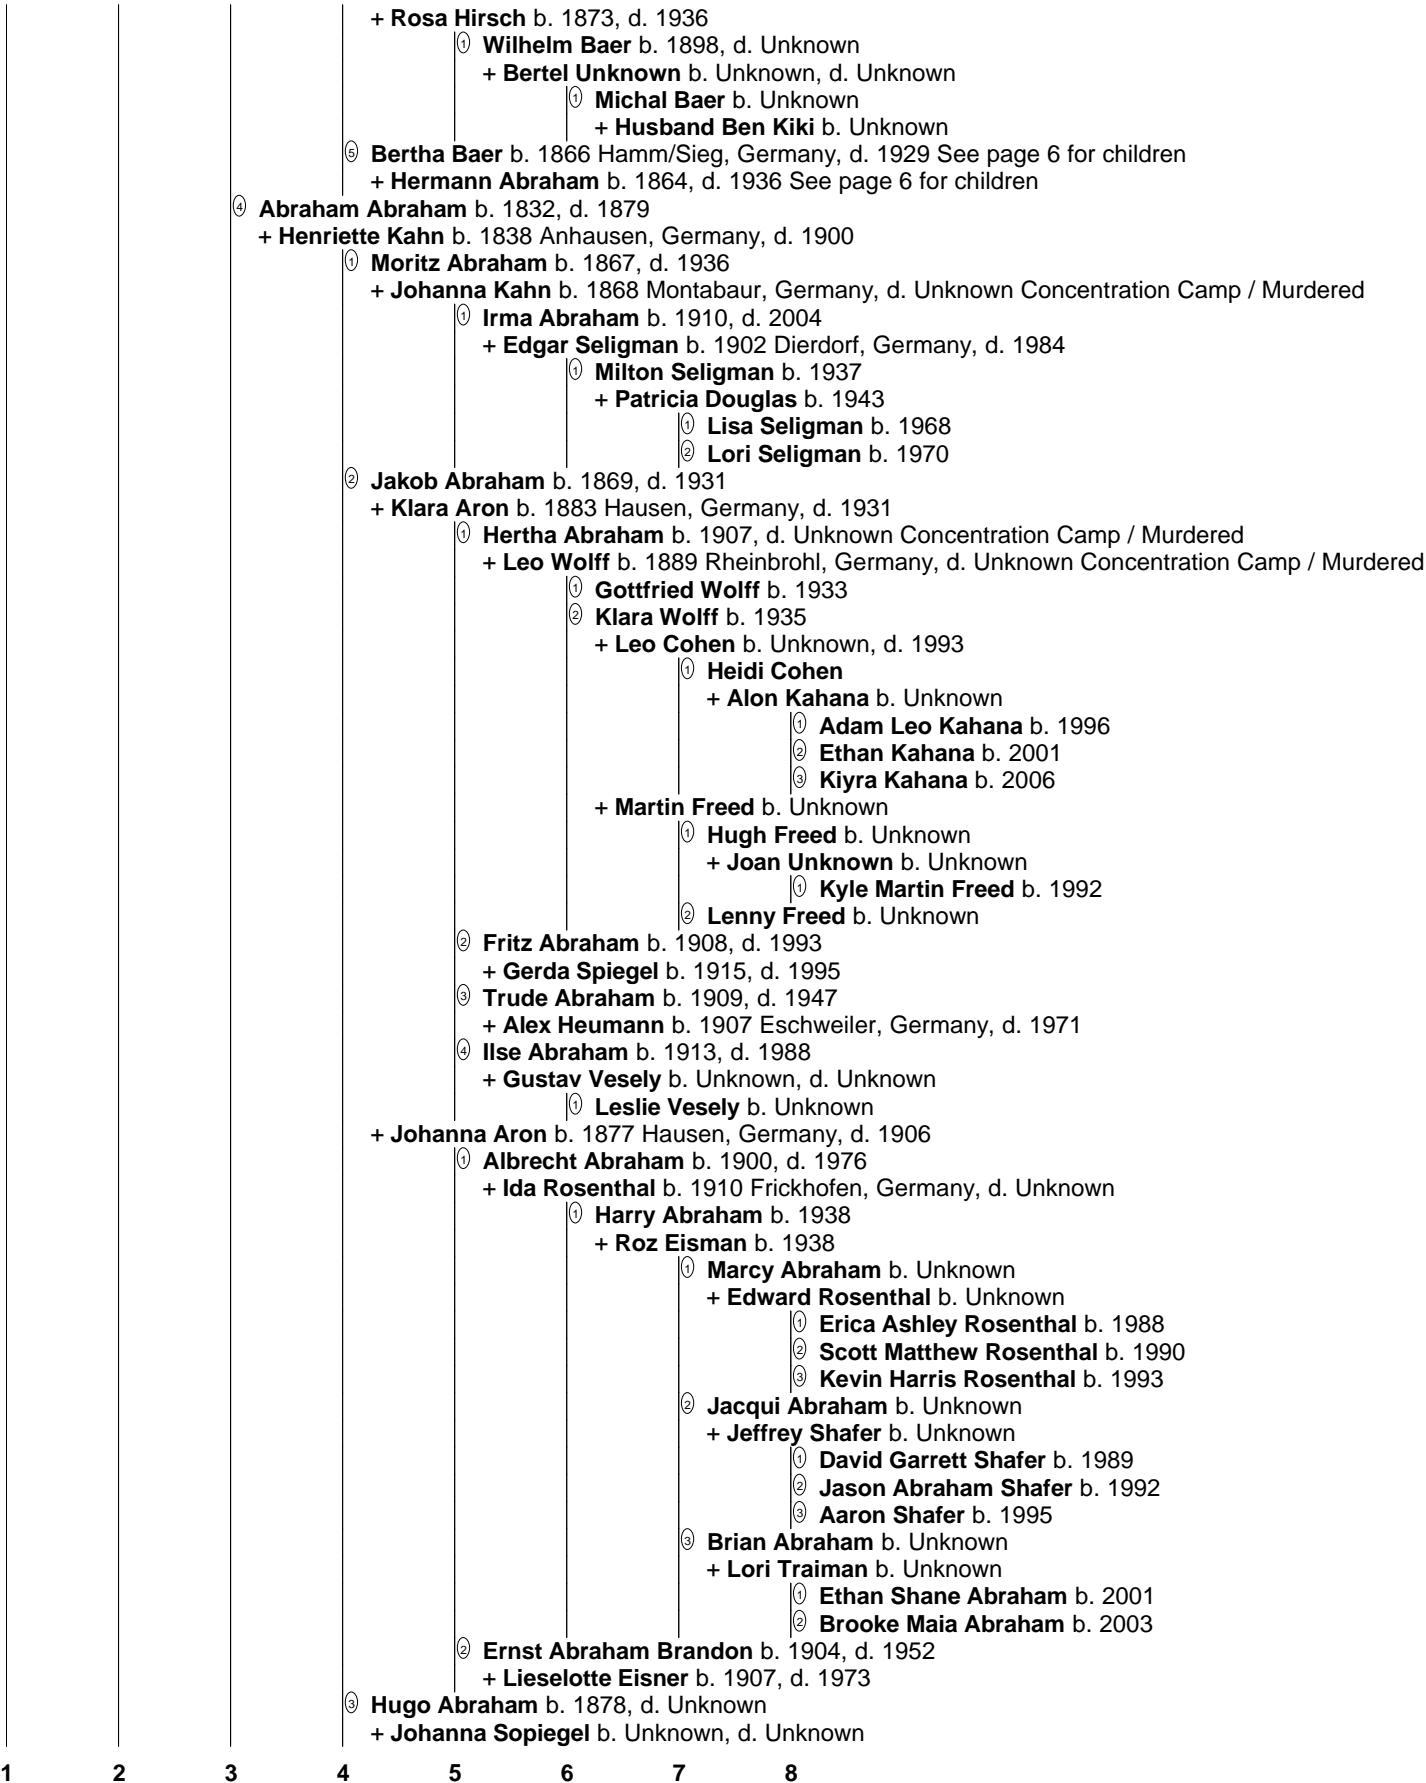 + Rosa Hirsch b. 1873, d. 1936
① Wilhelm Baer b. 1898, d. Unknown
+ Bertel Unknown b. Unknown, d. Unknown
① Michal Baer b. Unknown
+ Husband Ben Kiki b. Unknown
⑤ Bertha Baer b. 1866 Hamm/Sieg, Germany, d. 1929 See page 6 for children
+ Hermann Abraham b. 1864, d. 1936 See page 6 for children
④ Abraham Abraham b. 1832, d. 1879
+ Henriette Kahn b. 1838 Anhausen, Germany, d. 1900
① Moritz Abraham b. 1867, d. 1936
+ Johanna Kahn b. 1868 Montabaur, Germany, d. Unknown Concentration Camp / Murdered
① Irma Abraham b. 1910, d. 2004
+ Edgar Seligman b. 1902 Dierdorf, Germany, d. 1984
① Milton Seligman b. 1937
+ Patricia Douglas b. 1943
① Lisa Seligman b. 1968
② Lori Seligman b. 1970
② Jakob Abraham b. 1869, d. 1931
+ Klara Aron b. 1883 Hausen, Germany, d. 1931
① Hertha Abraham b. 1907, d. Unknown Concentration Camp / Murdered
+ Leo Wolff b. 1889 Rheinbrohl, Germany, d. Unknown Concentration Camp / Murdered
① Gottfried Wolff b. 1933
② Klara Wolff b. 1935
+ Leo Cohen b. Unknown, d. 1993
① Heidi Cohen
+ Alon Kahana b. Unknown
① Adam Leo Kahana b. 1996
② Ethan Kahana b. 2001
③ Kiyra Kahana b. 2006
+ Martin Freed b. Unknown
① Hugh Freed b. Unknown
+ Joan Unknown b. Unknown
① Kyle Martin Freed b. 1992
② Lenny Freed b. Unknown
② Fritz Abraham b. 1908, d. 1993
+ Gerda Spiegel b. 1915, d. 1995
③ Trude Abraham b. 1909, d. 1947
+ Alex Heumann b. 1907 Eschweiler, Germany, d. 1971
④ Ilse Abraham b. 1913, d. 1988
+ Gustav Vesely b. Unknown, d. Unknown
① Leslie Vesely b. Unknown
+ Johanna Aron b. 1877 Hausen, Germany, d. 1906
① Albrecht Abraham b. 1900, d. 1976
+ Ida Rosenthal b. 1910 Frickhofen, Germany, d. Unknown
① Harry Abraham b. 1938
+ Roz Eisman b. 1938
① Marcy Abraham b. Unknown
+ Edward Rosenthal b. Unknown
① Erica Ashley Rosenthal b. 1988
② Scott Matthew Rosenthal b. 1990
③ Kevin Harris Rosenthal b. 1993
② Jacqui Abraham b. Unknown
+ Jeffrey Shafer b. Unknown
① David Garrett Shafer b. 1989
② Jason Abraham Shafer b. 1992
③ Aaron Shafer b. 1995
③ Brian Abraham b. Unknown
+ Lori Traiman b. Unknown
① Ethan Shane Abraham b. 2001
② Brooke Maia Abraham b. 2003
② Ernst Abraham Brandon b. 1904, d. 1952
+ Lieselotte Eisner b. 1907, d. 1973
③ Hugo Abraham b. 1878, d. Unknown
+ Johanna Sopiegel b. Unknown, d. Unknown
1 2 3 4 5 6 7 8